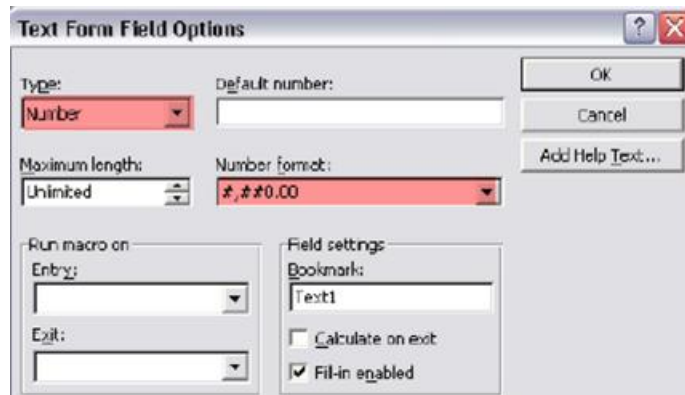 Text Form Field Options
Type:
Default number:
OK
Number
Cancel
Maximum length:
Number format:
Add Help Text...
Unlimited
#,##0.00
Run macro on
Field settings
Entry:
Bookmark:
Text1
Exit:
Calculate on exit
Fill-in enabled